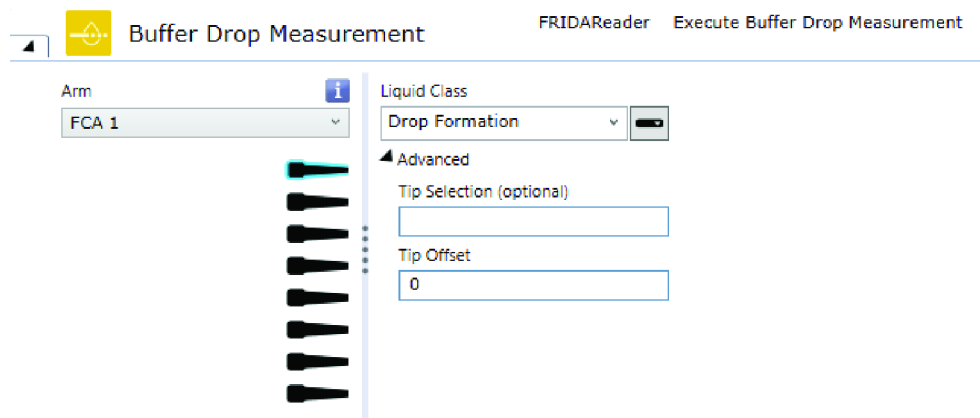 Buffer Drop Measurement
FRIDAReader Execute Buffer Drop Measurement
Arm
i
FCA 1
Liquid Class
Drop Formation
Advanced
Tip Selection (optional)
Tip Offset
0